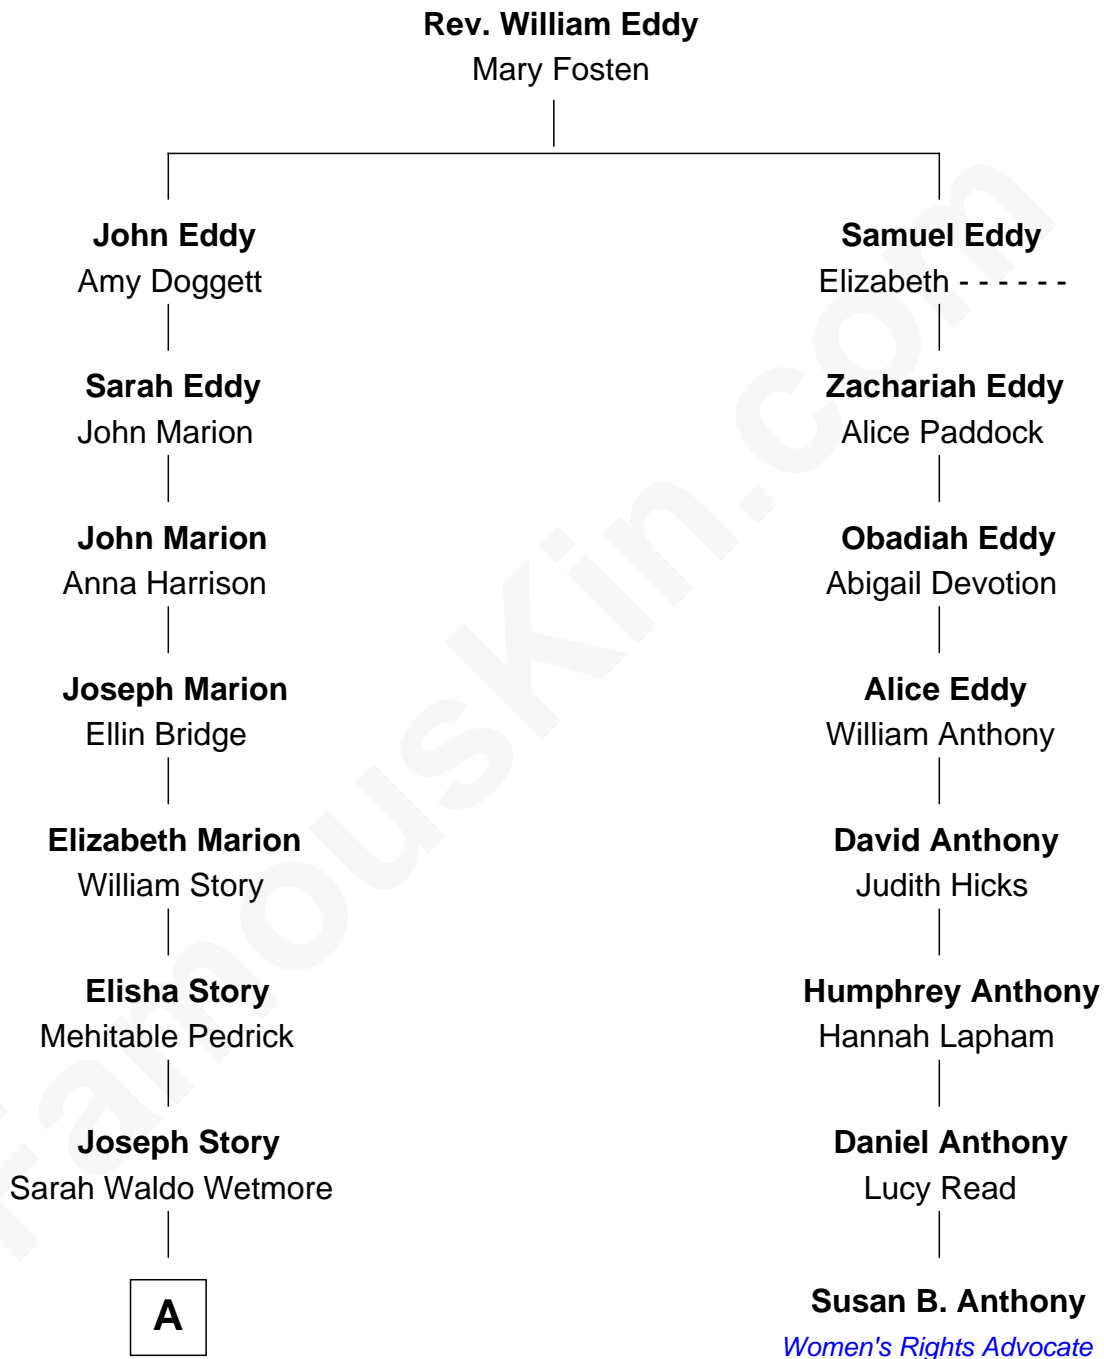 Rev. William Eddy
Mary Fosten
John Eddy
Amy Doggett
Sarah Eddy
John Marion
John Marion
Anna Harrison
Joseph Marion
Ellin Bridge
Elizabeth Marion
William Story
Elisha Story
Mehitable Pedrick
Joseph Story
Sarah Waldo Wetmore
A
Samuel Eddy
Elizabeth - - - - - -
Zachariah Eddy
Alice Paddock
Obadiah Eddy
Abigail Devotion
Alice Eddy
William Anthony
David Anthony
Judith Hicks
Humphrey Anthony
Hannah Lapham
Daniel Anthony
Lucy Read
Susan B. Anthony
Women's Rights Advocate
FamousKin.com